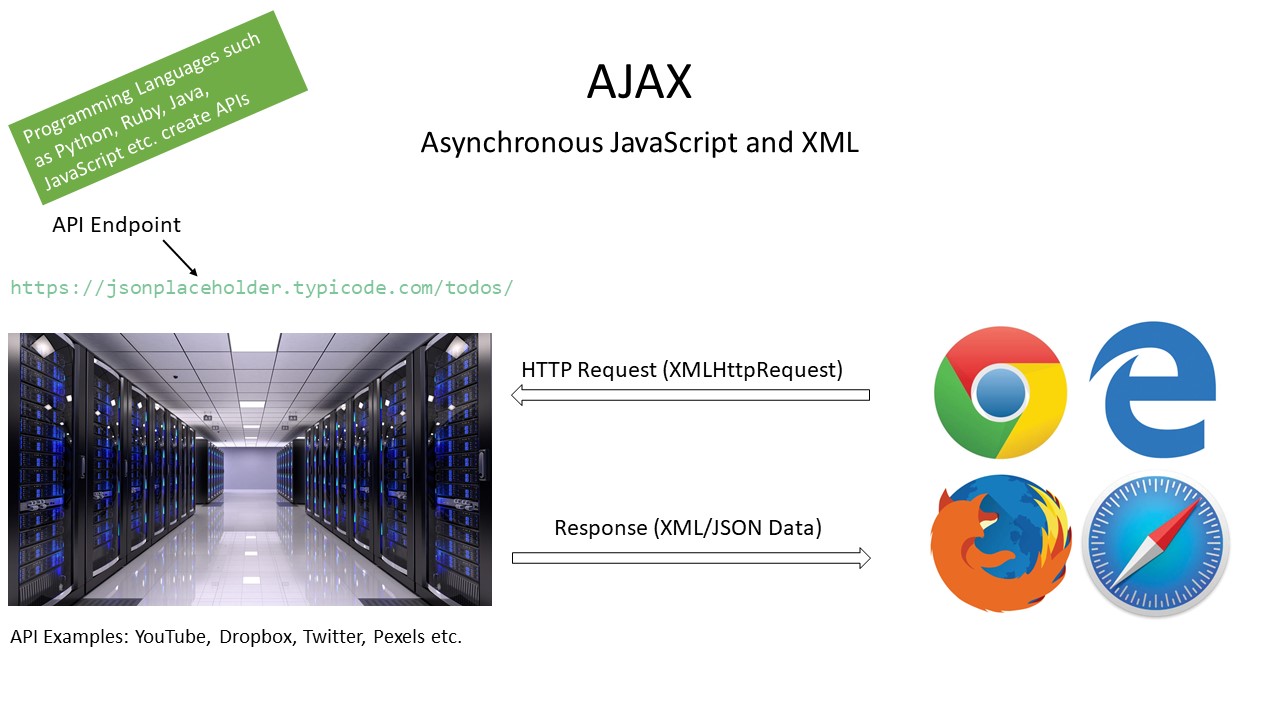 Programming Languages such
as Python, Ruby, Java,
JavaScript etc. create APIs
AJAX
Asynchronous JavaScript and XML
API Endpoint
https://jsonplaceholder.typicode.com/todos/
HTTP Request (XMLHttpRequest)
Response (XML/JSON Data)
API Examples: YouTube, Dropbox, Twitter, Pexels etc.